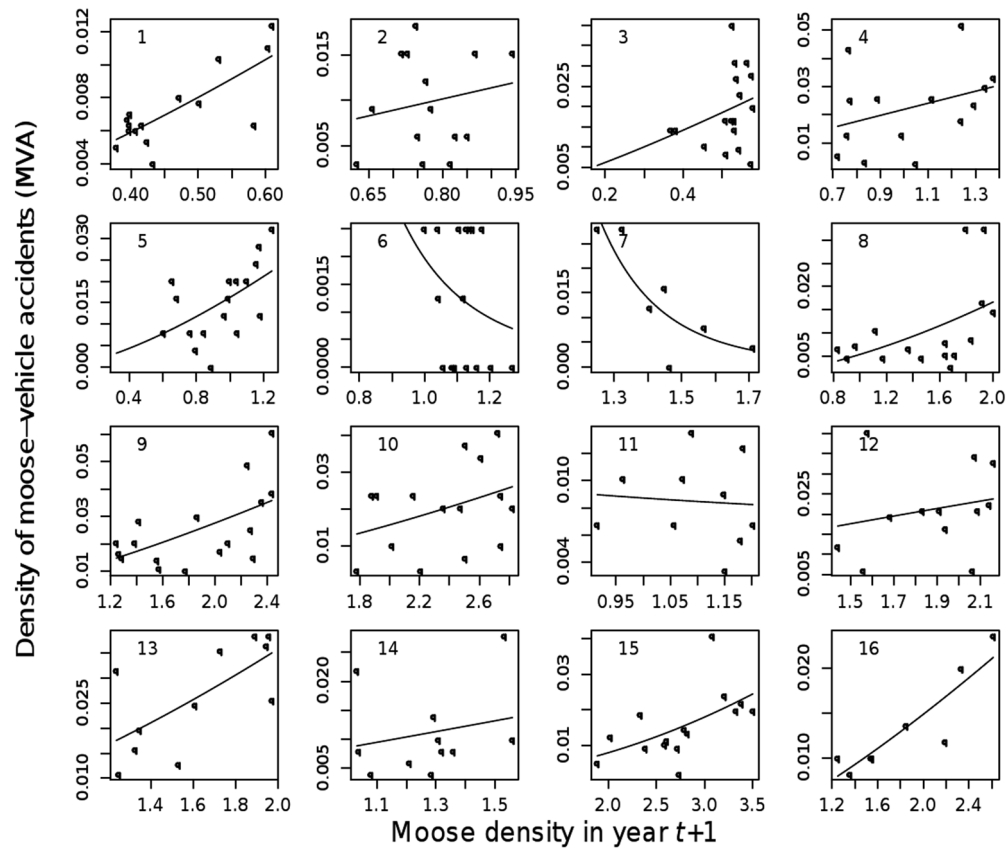 Density of moose–vehicle accidents (MVA)
1
0.004 0.008 0.012
0.40 0.50 0.60
2
0.005 0.015
0.65 0.75 0.85 0.95
3
0.005 0.025
0.2 0.4
4
0.01 0.03 0.05
0.7 0.9 1.1 1.3
5
0.000 0.015 0.030
0.4 0.8 1.2
6
0.0000 0.0015
0.8 1.0 1.2
7
0.000 0.015
1.3 1.5 1.7
8
0.005 0.020
0.8 1.2 1.6 2.0
9
0.01 0.03 0.05
1.2 1.6 2.0 2.4
10
0.01 0.03
1.8 2.2 2.6
11
0.004 0.010
0.95 1.05 1.15
12
0.005 0.025
1.5 1.7 1.9 2.1
13
0.010 0.025
1.4 1.6 1.8 2.0
14
0.005 0.020
1.1 1.3 1.5
15
0.01 0.03
2.0 2.5 3.0 3.5
16
0.010 0.020
1.2 1.6 2.0 2.4
Moose density in year t+1